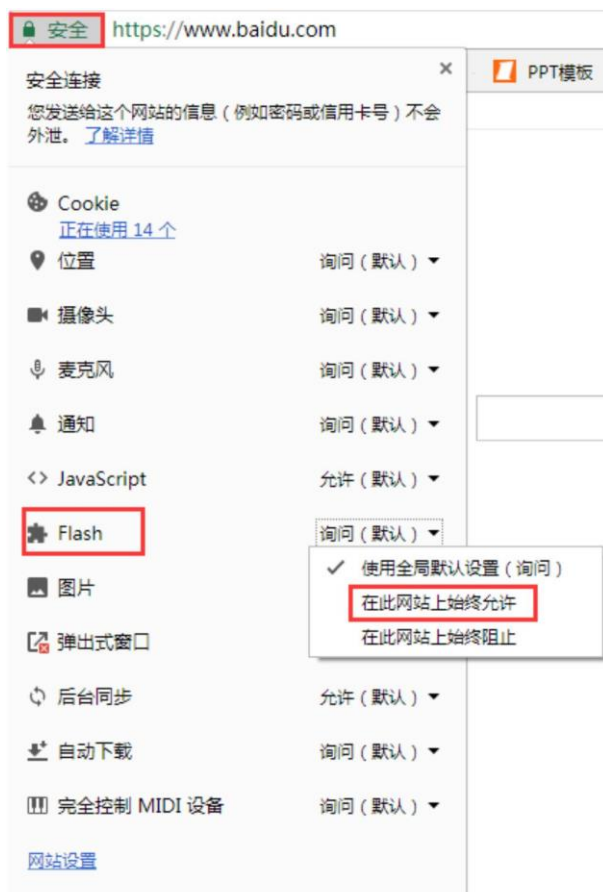 安全 https://www.baidu.com
PPT模板
安全连接
您发送给这个网站的信息（例如密码或信用卡号）不会
外泄。 了解详情
Cookie
正在使用 14 个
位置 询问（默认）
摄像头 询问（默认）
麦克风 询问（默认）
通知 询问（默认）
<> JavaScript 允许（默认）
Flash 询问（默认）
使用全局默认设置（询问）
图片
在此网站上始终允许
弹出式窗口
在此网站上始终阻止
后台同步 允许（默认）
自动下载 询问（默认）
完全控制 MIDI 设备 询问（默认）
网站设置